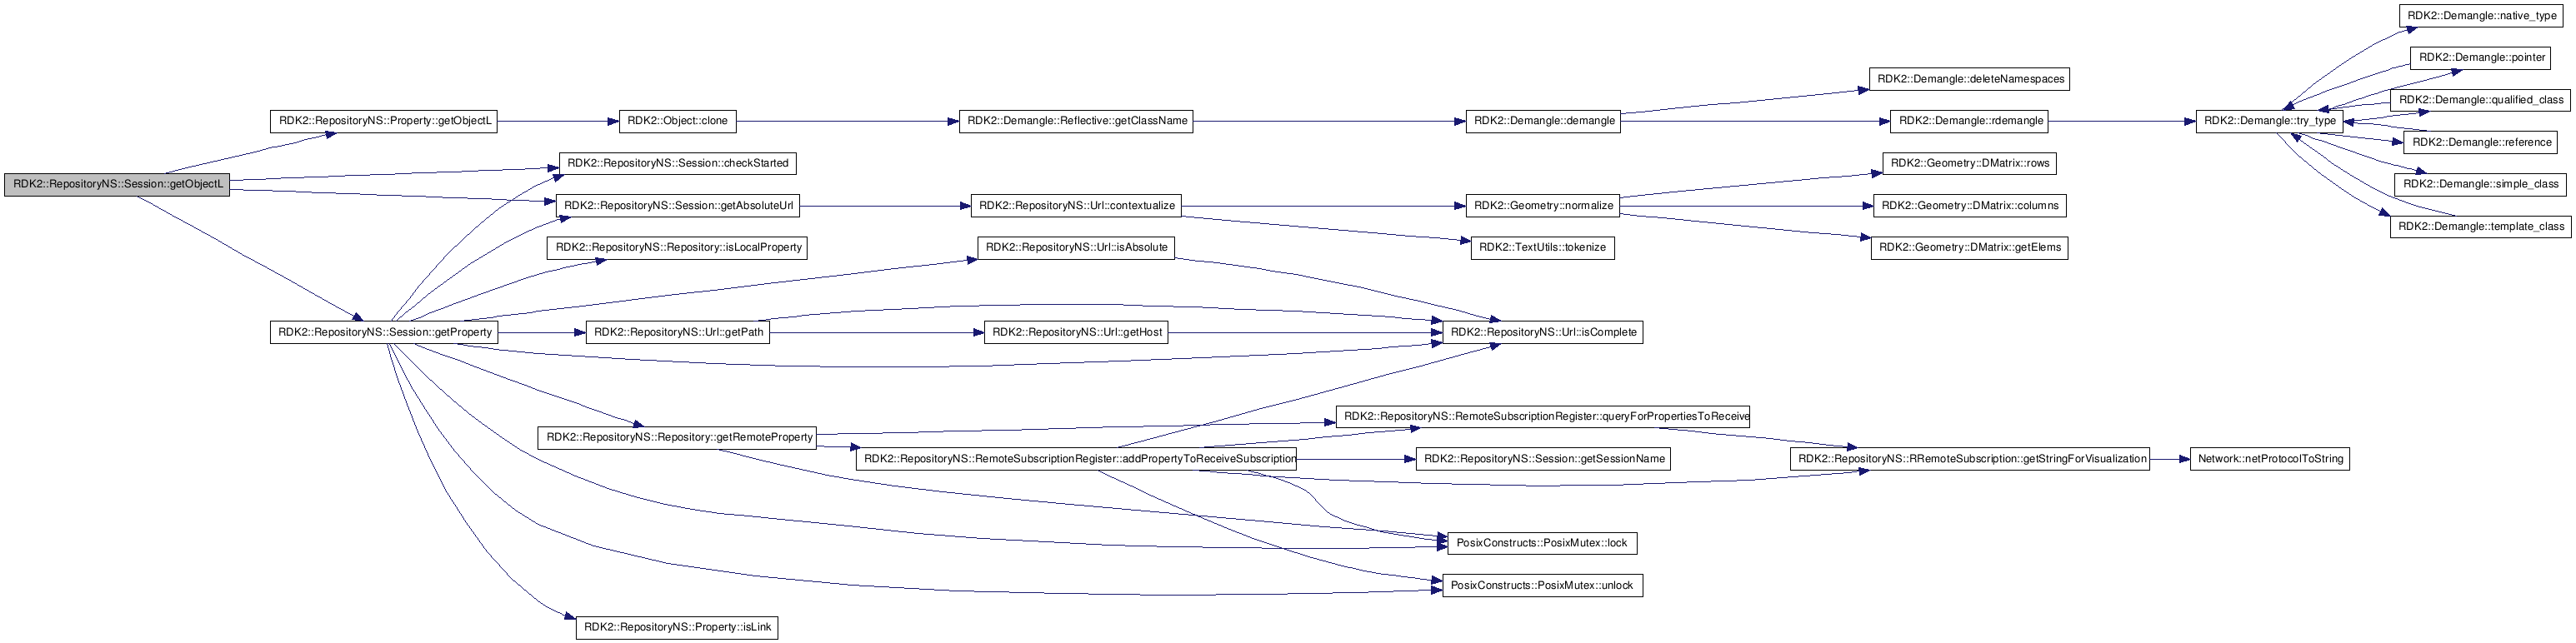 RDK2::Demangle::native_type
RDK2::Demangle::pointer
RDK2::Demangle::deleteNamespaces
RDK2::Demangle::qualified_class
RDK2::RepositoryNS::Property::getObjectL
RDK2::Object::clone
RDK2::Demangle::Reflective::getClassName
RDK2::Demangle::demangle
RDK2::Demangle::rdemangle
RDK2::Demangle::try_type
RDK2::Demangle::reference
RDK2::RepositoryNS::Session::checkStarted
RDK2::Geometry::DMatrix::rows
RDK2::RepositoryNS::Session::getObjectL
RDK2::Demangle::simple_class
RDK2::RepositoryNS::Session::getAbsoluteUrl
RDK2::RepositoryNS::Url::contextualize
RDK2::Geometry::normalize
RDK2::Geometry::DMatrix::columns
RDK2::Demangle::template_class
RDK2::RepositoryNS::Repository::isLocalProperty
RDK2::RepositoryNS::Url::isAbsolute
RDK2::TextUtils::tokenize
RDK2::Geometry::DMatrix::getElems
RDK2::RepositoryNS::Session::getProperty
RDK2::RepositoryNS::Url::getPath
RDK2::RepositoryNS::Url::getHost
RDK2::RepositoryNS::Url::isComplete
RDK2::RepositoryNS::RemoteSubscriptionRegister::queryForPropertiesToReceive
RDK2::RepositoryNS::Repository::getRemoteProperty
RDK2::RepositoryNS::RemoteSubscriptionRegister::addPropertyToReceiveSubscription
RDK2::RepositoryNS::Session::getSessionName
RDK2::RepositoryNS::RRemoteSubscription::getStringForVisualization
Network::netProtocolToString
PosixConstructs::PosixMutex::lock
PosixConstructs::PosixMutex::unlock
RDK2::RepositoryNS::Property::isLink